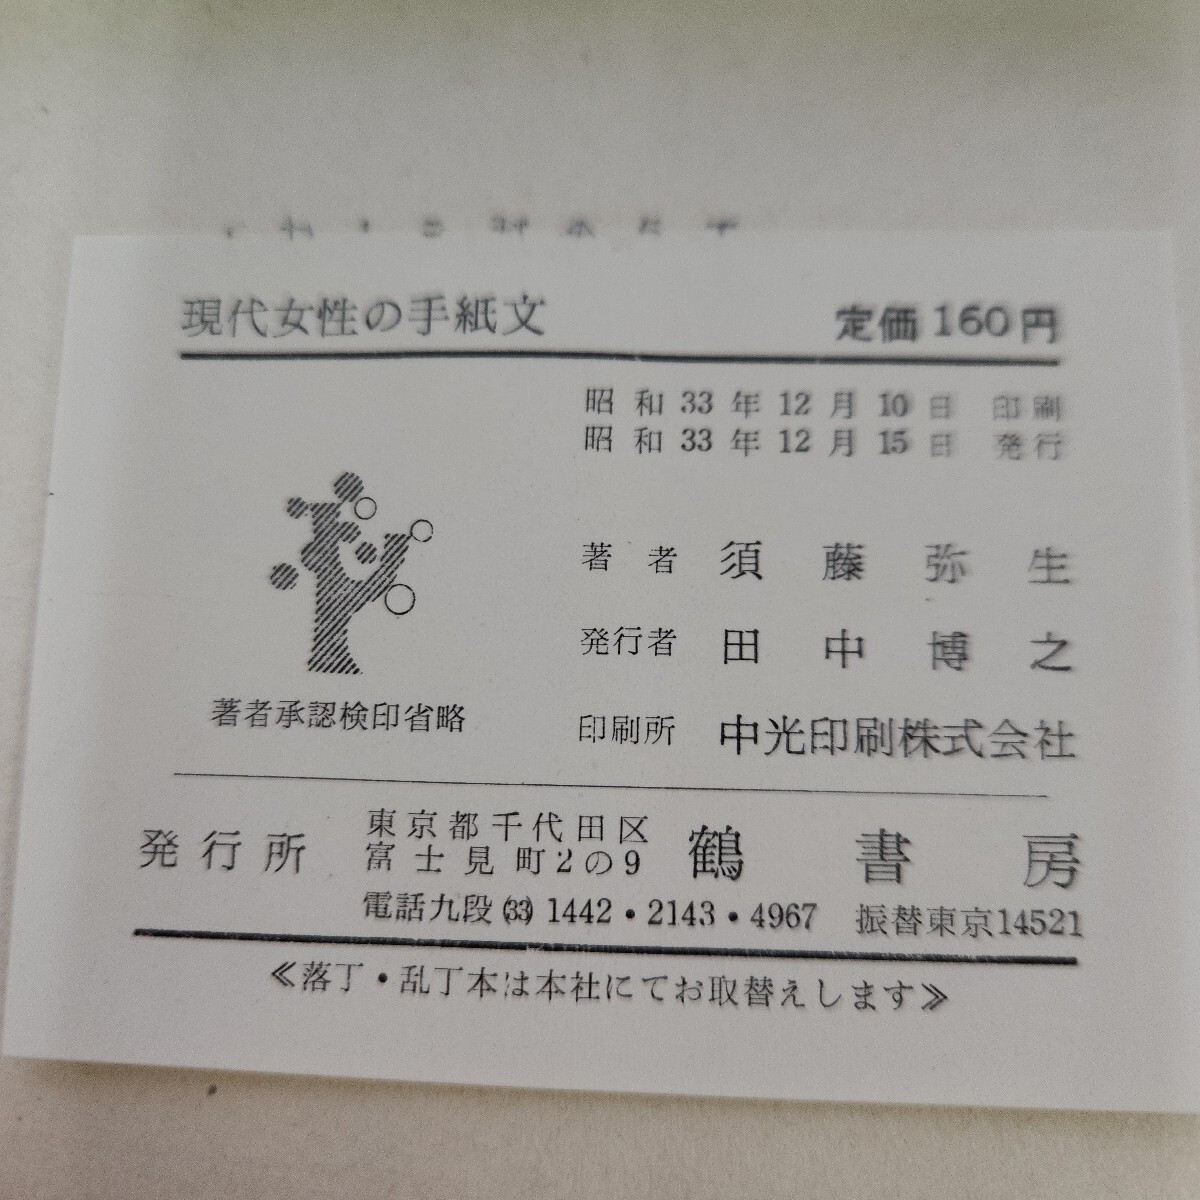 現代女性の手紙文 定価160円
昭和33年12月10日 印刷
昭和33年12月15日 発行
著者 須藤弥生
発行者 田中博之
著者承認検印省略
印刷所 中光印刷株式会社
発行所 東京都千代田区富士見町2の9 鶴書房
電話九段(33)1442・2143・4967 振替東京14521
≪落丁・乱丁本は本社にてお取替えします≫